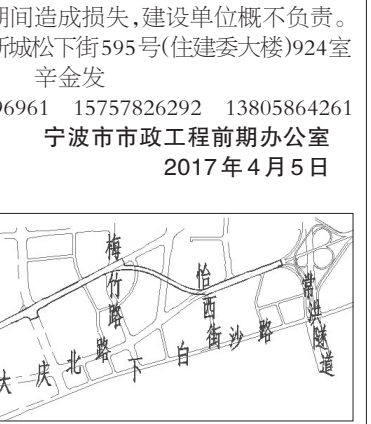 期间造成损失,建设单位概不负责。
新城松下街595号(住建委大楼)924室
辛金发
96961 15757826292 13805864261
宁波市市政工程前期办公室
2017年4月5日
梅竹路
怡西街
常洪隧道
大庆北路
下白沙路